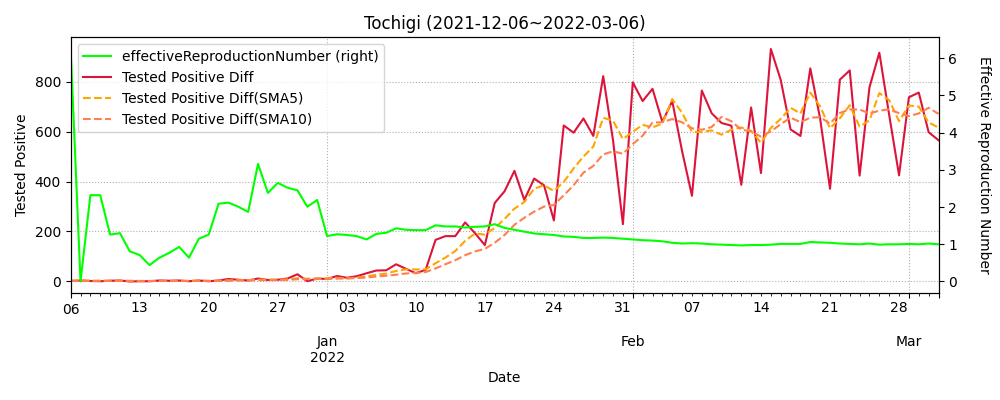 Tochigi (2021-12-06~2022-03-06)
effectiveReproductionNumber (right)
Tested Positive Diff
Tested Positive Diff(SMA5)
Tested Positive Diff(SMA10)
Tested Positive
800
600
400
200
0
6
5
4
3
2
1
0
Effective Reproduction Number
06 13 20 27 03 10 17 24 31 07 14 21 28
Jan Feb Mar
2022
Date